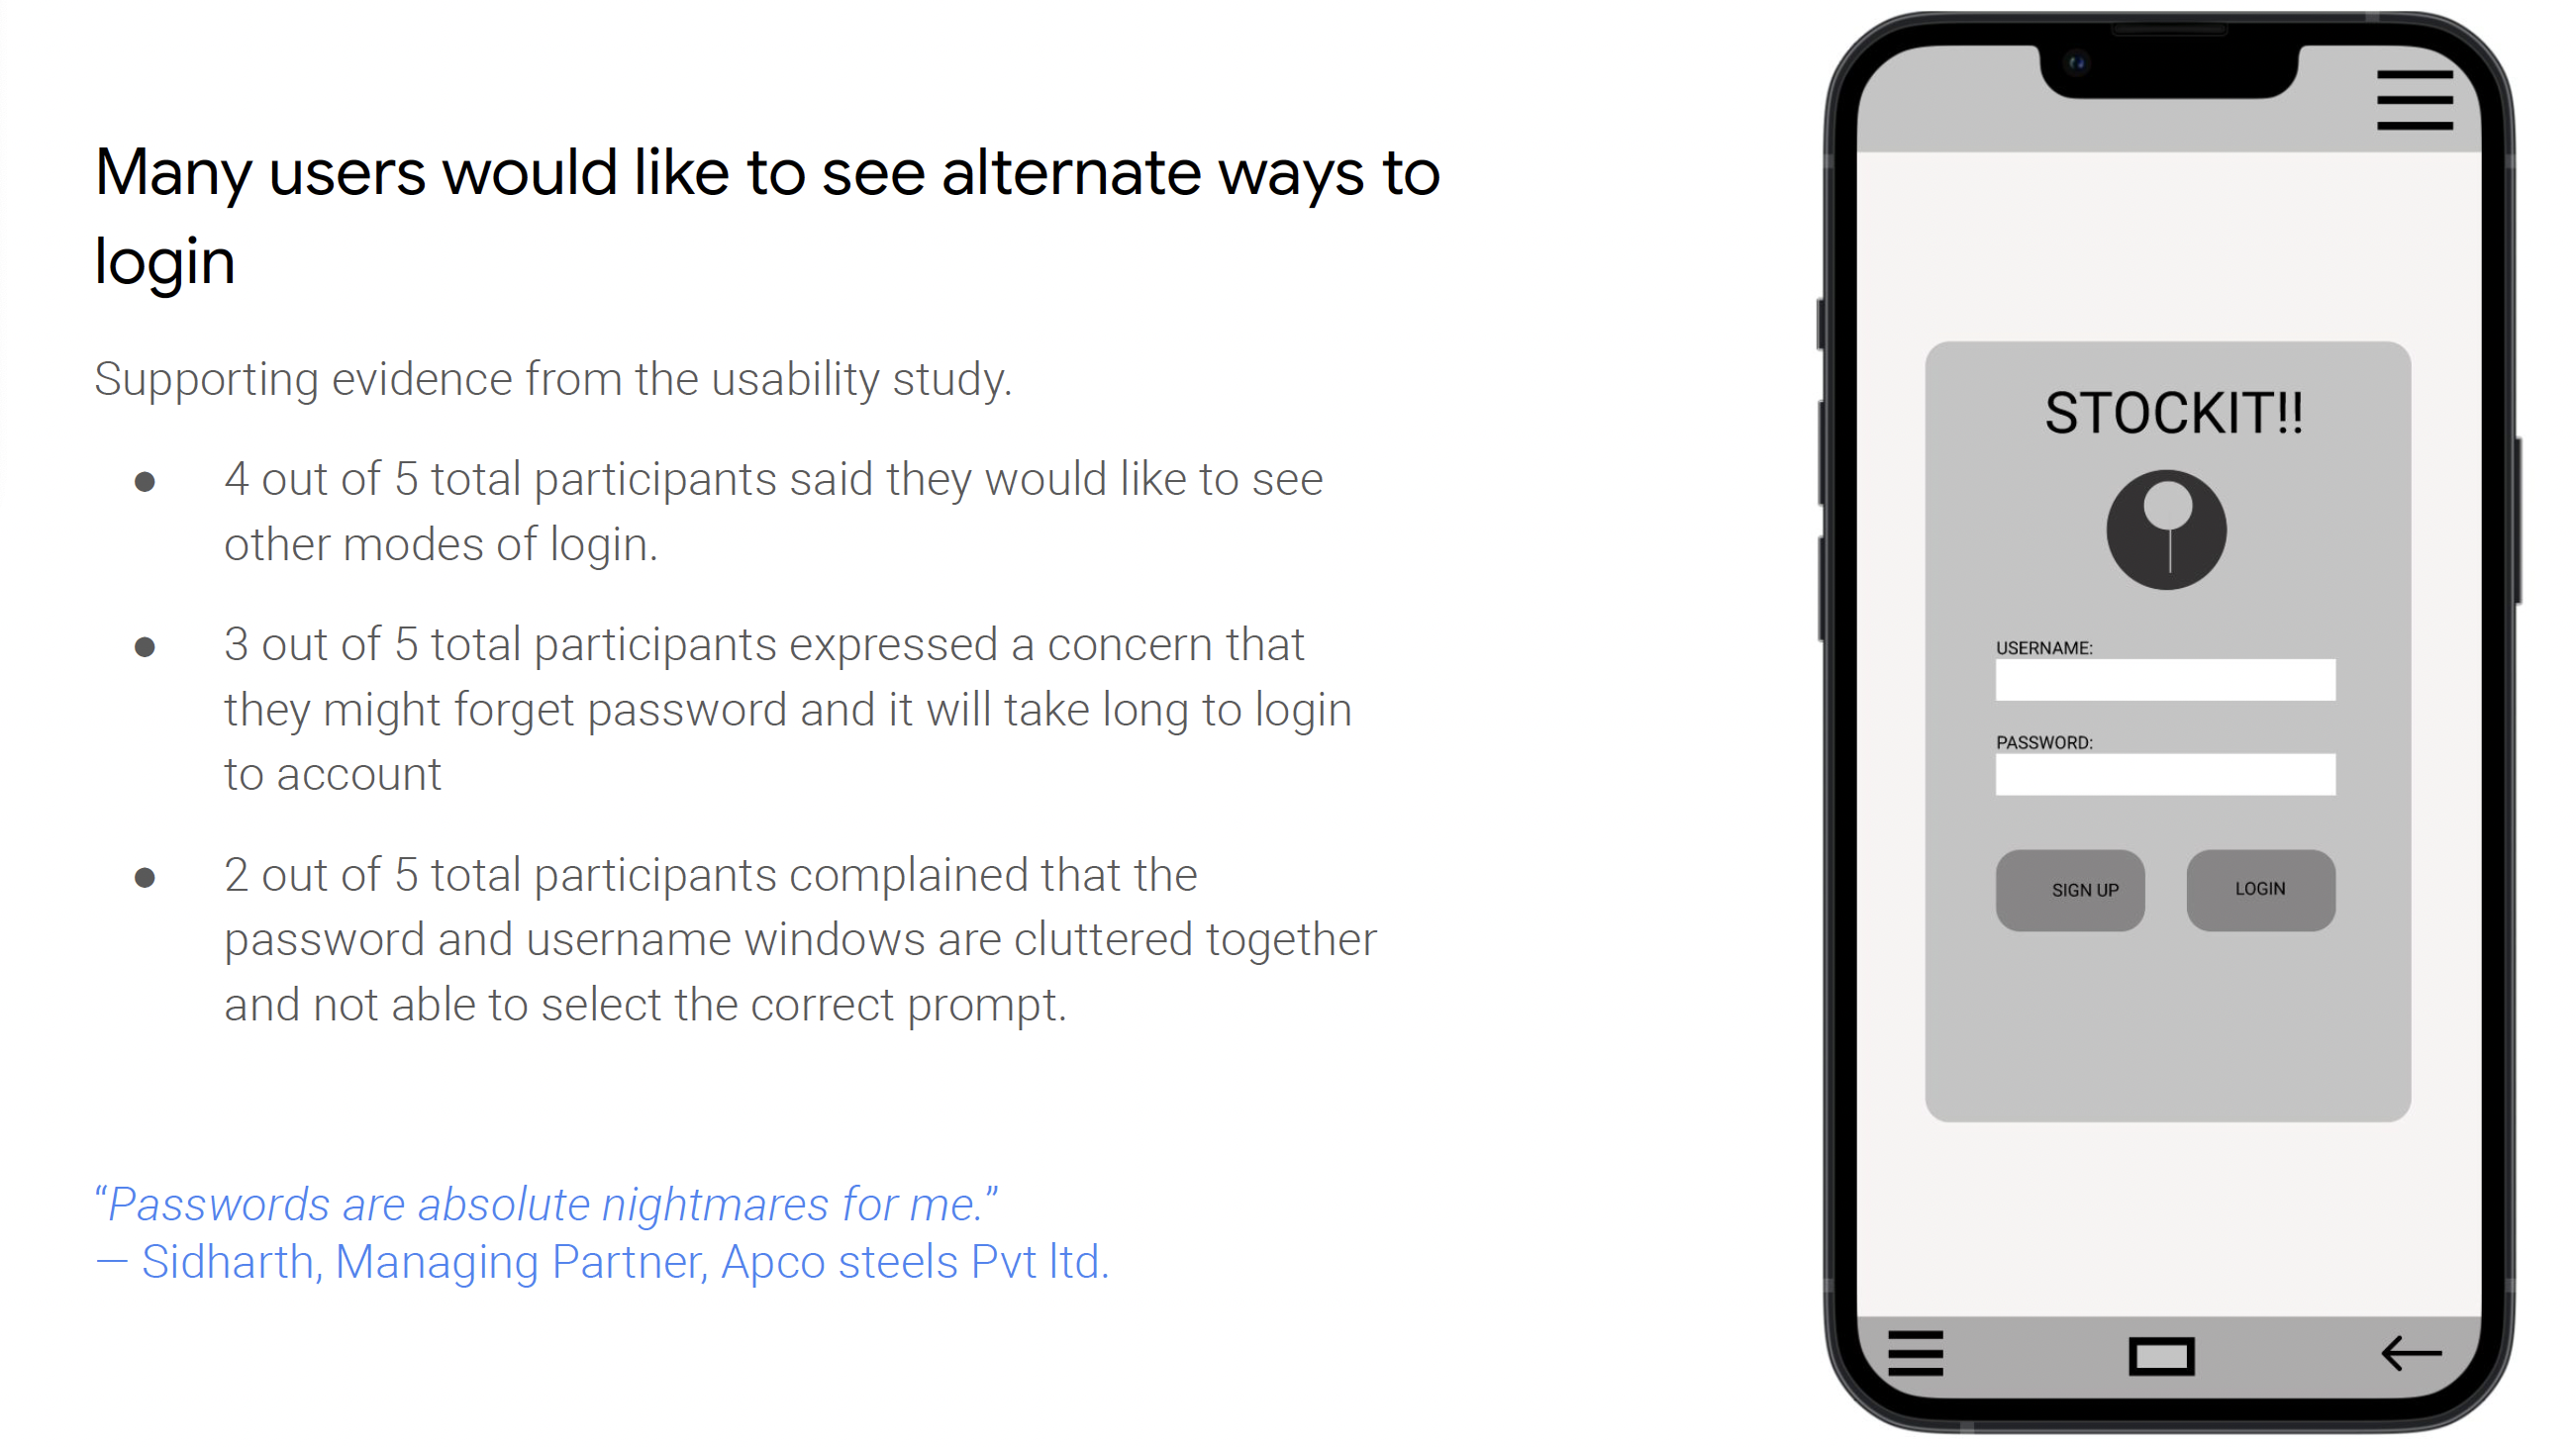 Many users would like to see alternate ways to
login
Supporting evidence from the usability study.
● 4 out of 5 total participants said they would like to see
other modes of login.
● 3 out of 5 total participants expressed a concern that
they might forget password and it will take long to login
to account
● 2 out of 5 total participants complained that the
password and username windows are cluttered together
and not able to select the correct prompt.
“Passwords are absolute nightmares for me.”
— Sidharth, Managing Partner, Apco steels Pvt ltd.
STOCKIT!!
USERNAME:
PASSWORD:
SIGN UP
LOGIN